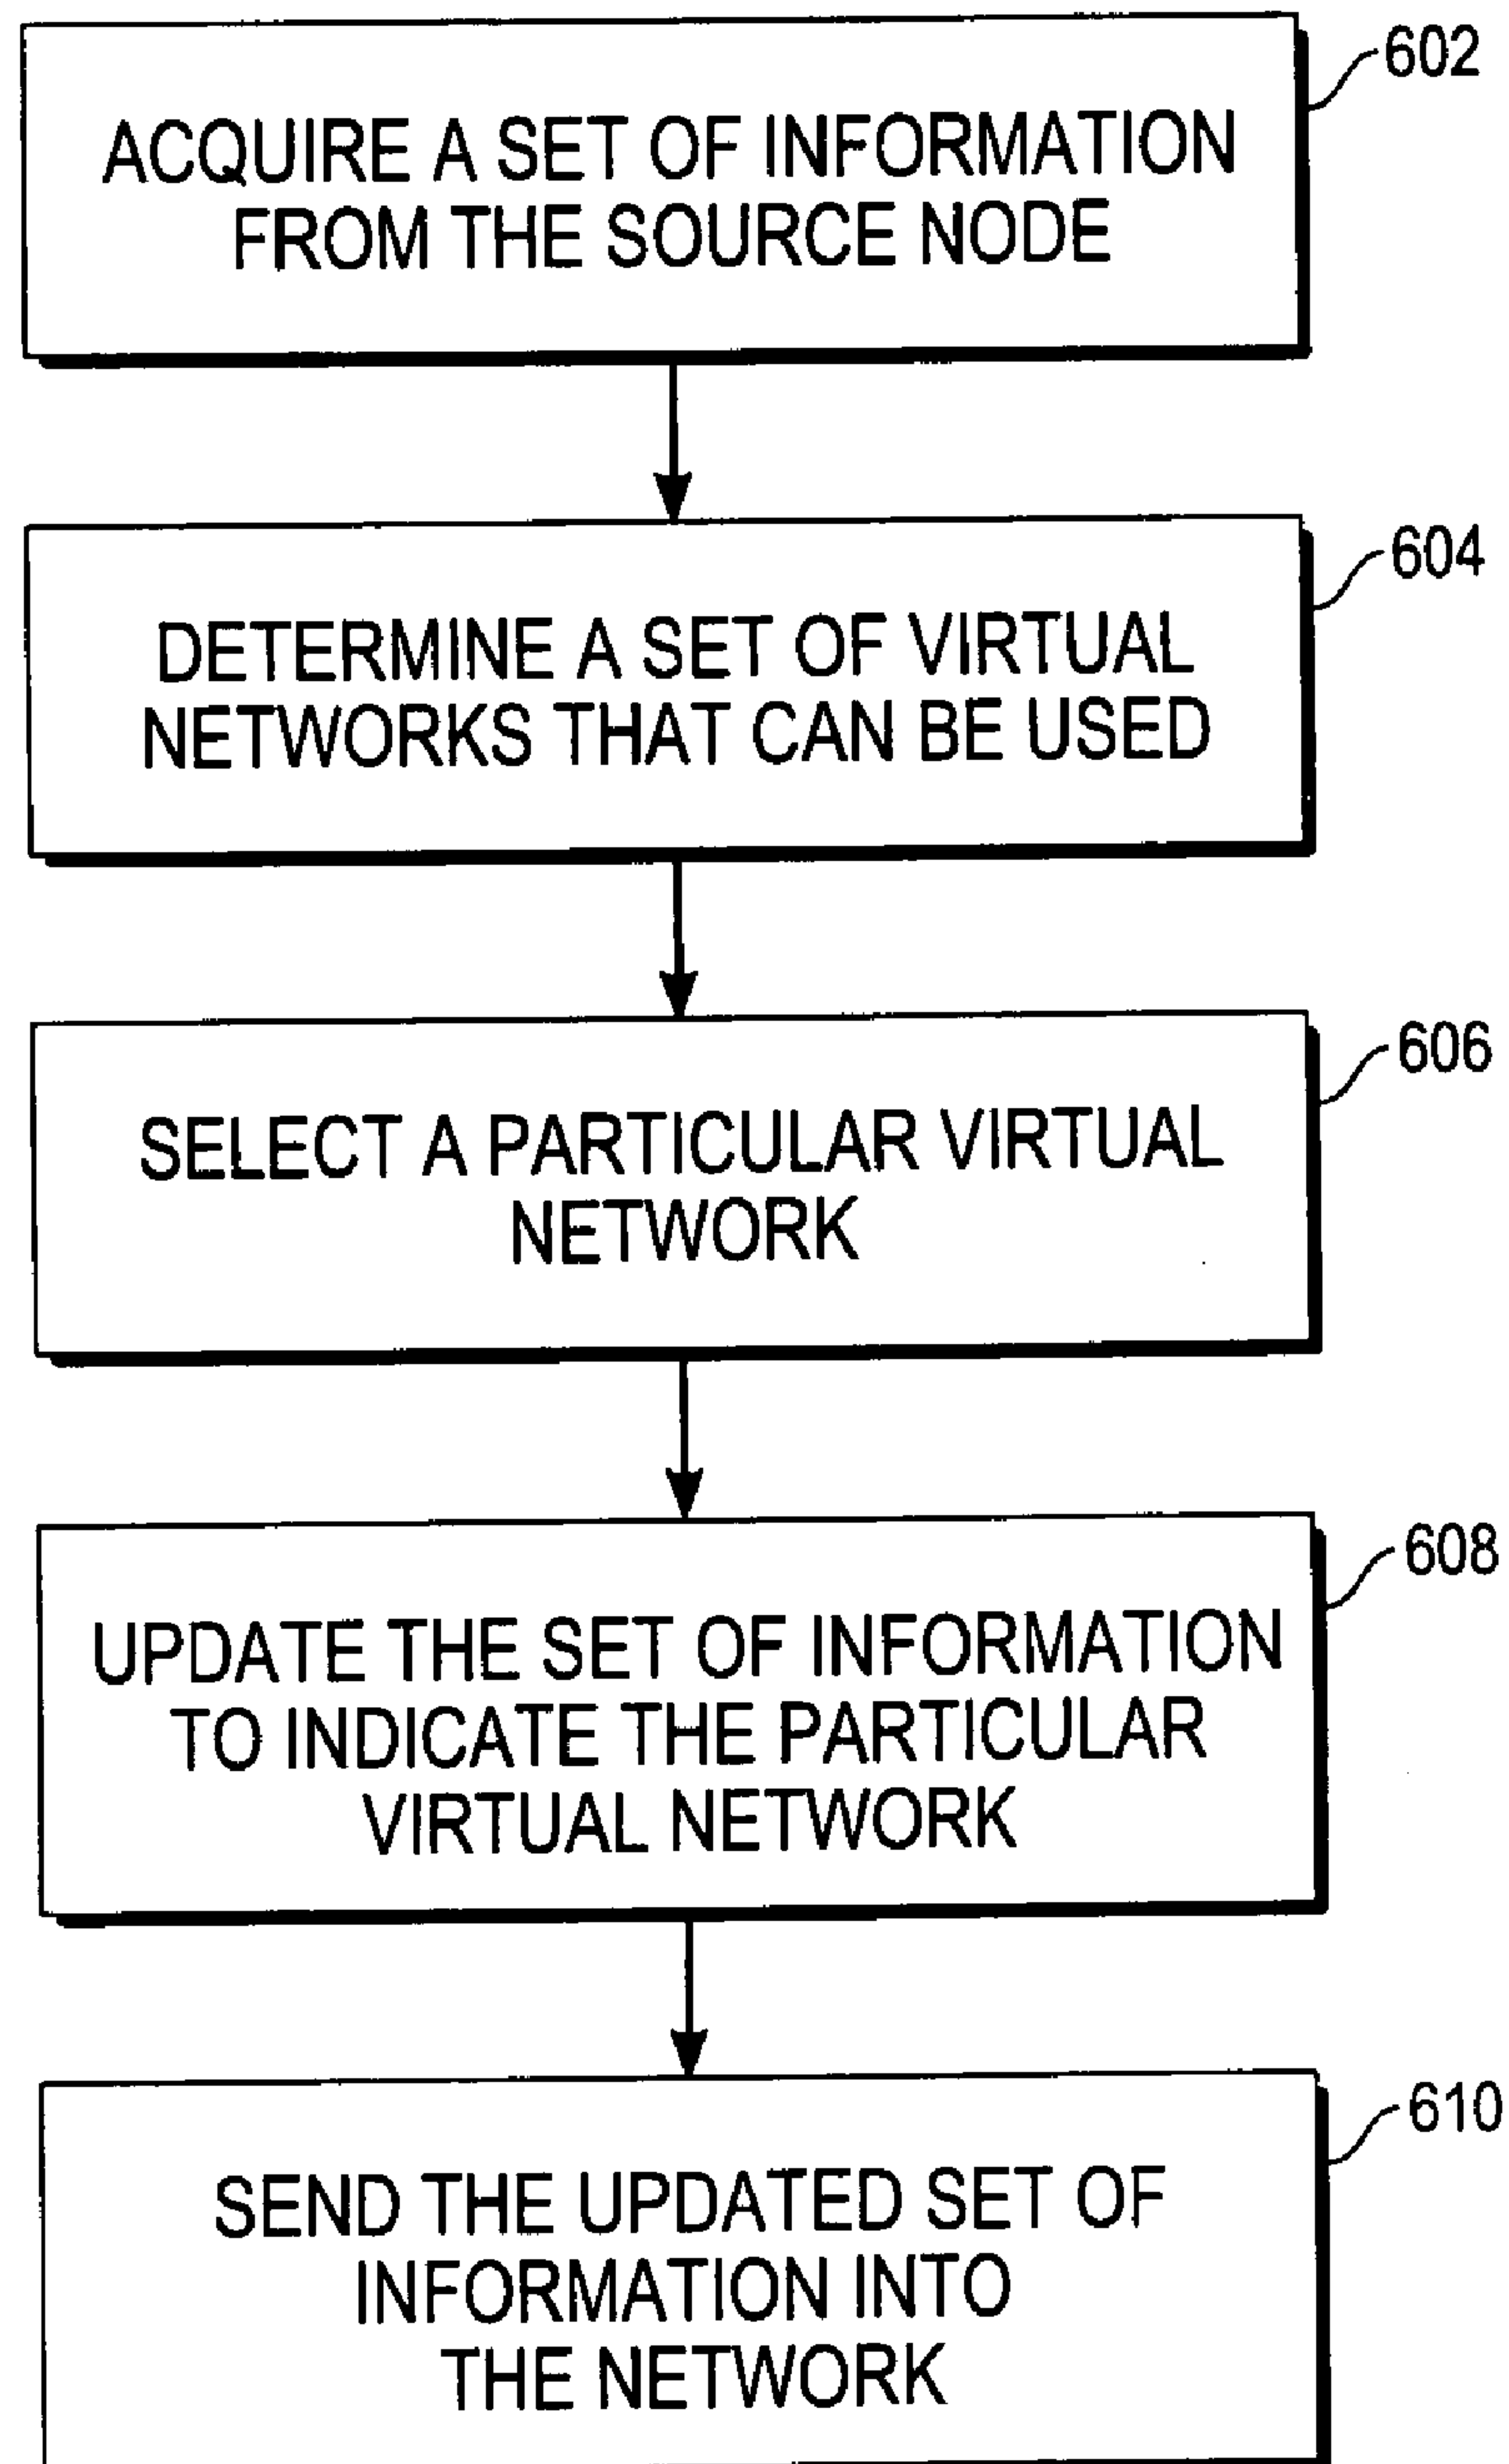 602
ACQUIRE A SET OF INFORMATION
FROM THE SOURCE NODE
604
DETERMINE A SET OF VIRTUAL
NETWORKS THAT CAN BE USED
606
SELECT A PARTICULAR VIRTUAL
NETWORK
608
UPDATE THE SET OF INFORMATION
TO INDICATE THE PARTICULAR
VIRTUAL NETWORK
610
SEND THE UPDATED SET OF
INFORMATION INTO
THE NETWORK